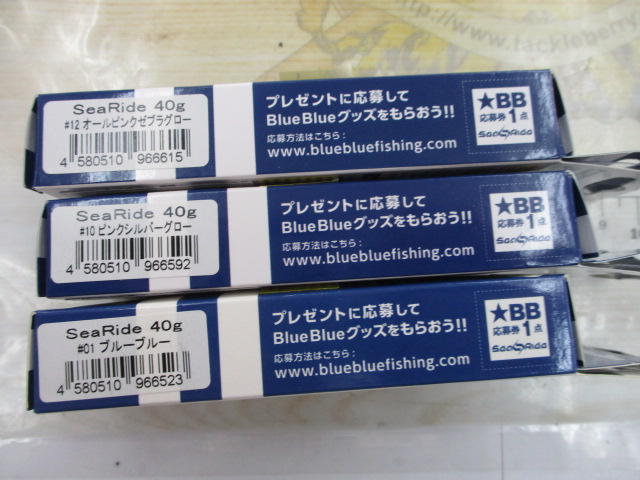 http://www.tackleberry
SeaRide 40g
#12 オールピンクゼブラグロー
4 580510 966615
プレゼントに応募して
BlueBlueグッズをもらおう!!
応募方法はこちら:
www.bluebluefishing.com
★BB
応募券1点
SeaRide
SeaRide 40g
#10 ピンクシルバーグロー
4 580510 966592
プレゼントに応募して
BlueBlueグッズをもらおう!!
応募方法はこちら:
www.bluebluefishing.com
★BB
応募券1点
SeaRide
SeaRide 40g
#01 ブルーブルー
4 580510 966523
プレゼントに応募して
BlueBlueグッズをもらおう!!
応募方法はこちら:
www.bluebluefishing.com
★BB
応募券1点
SeaRide